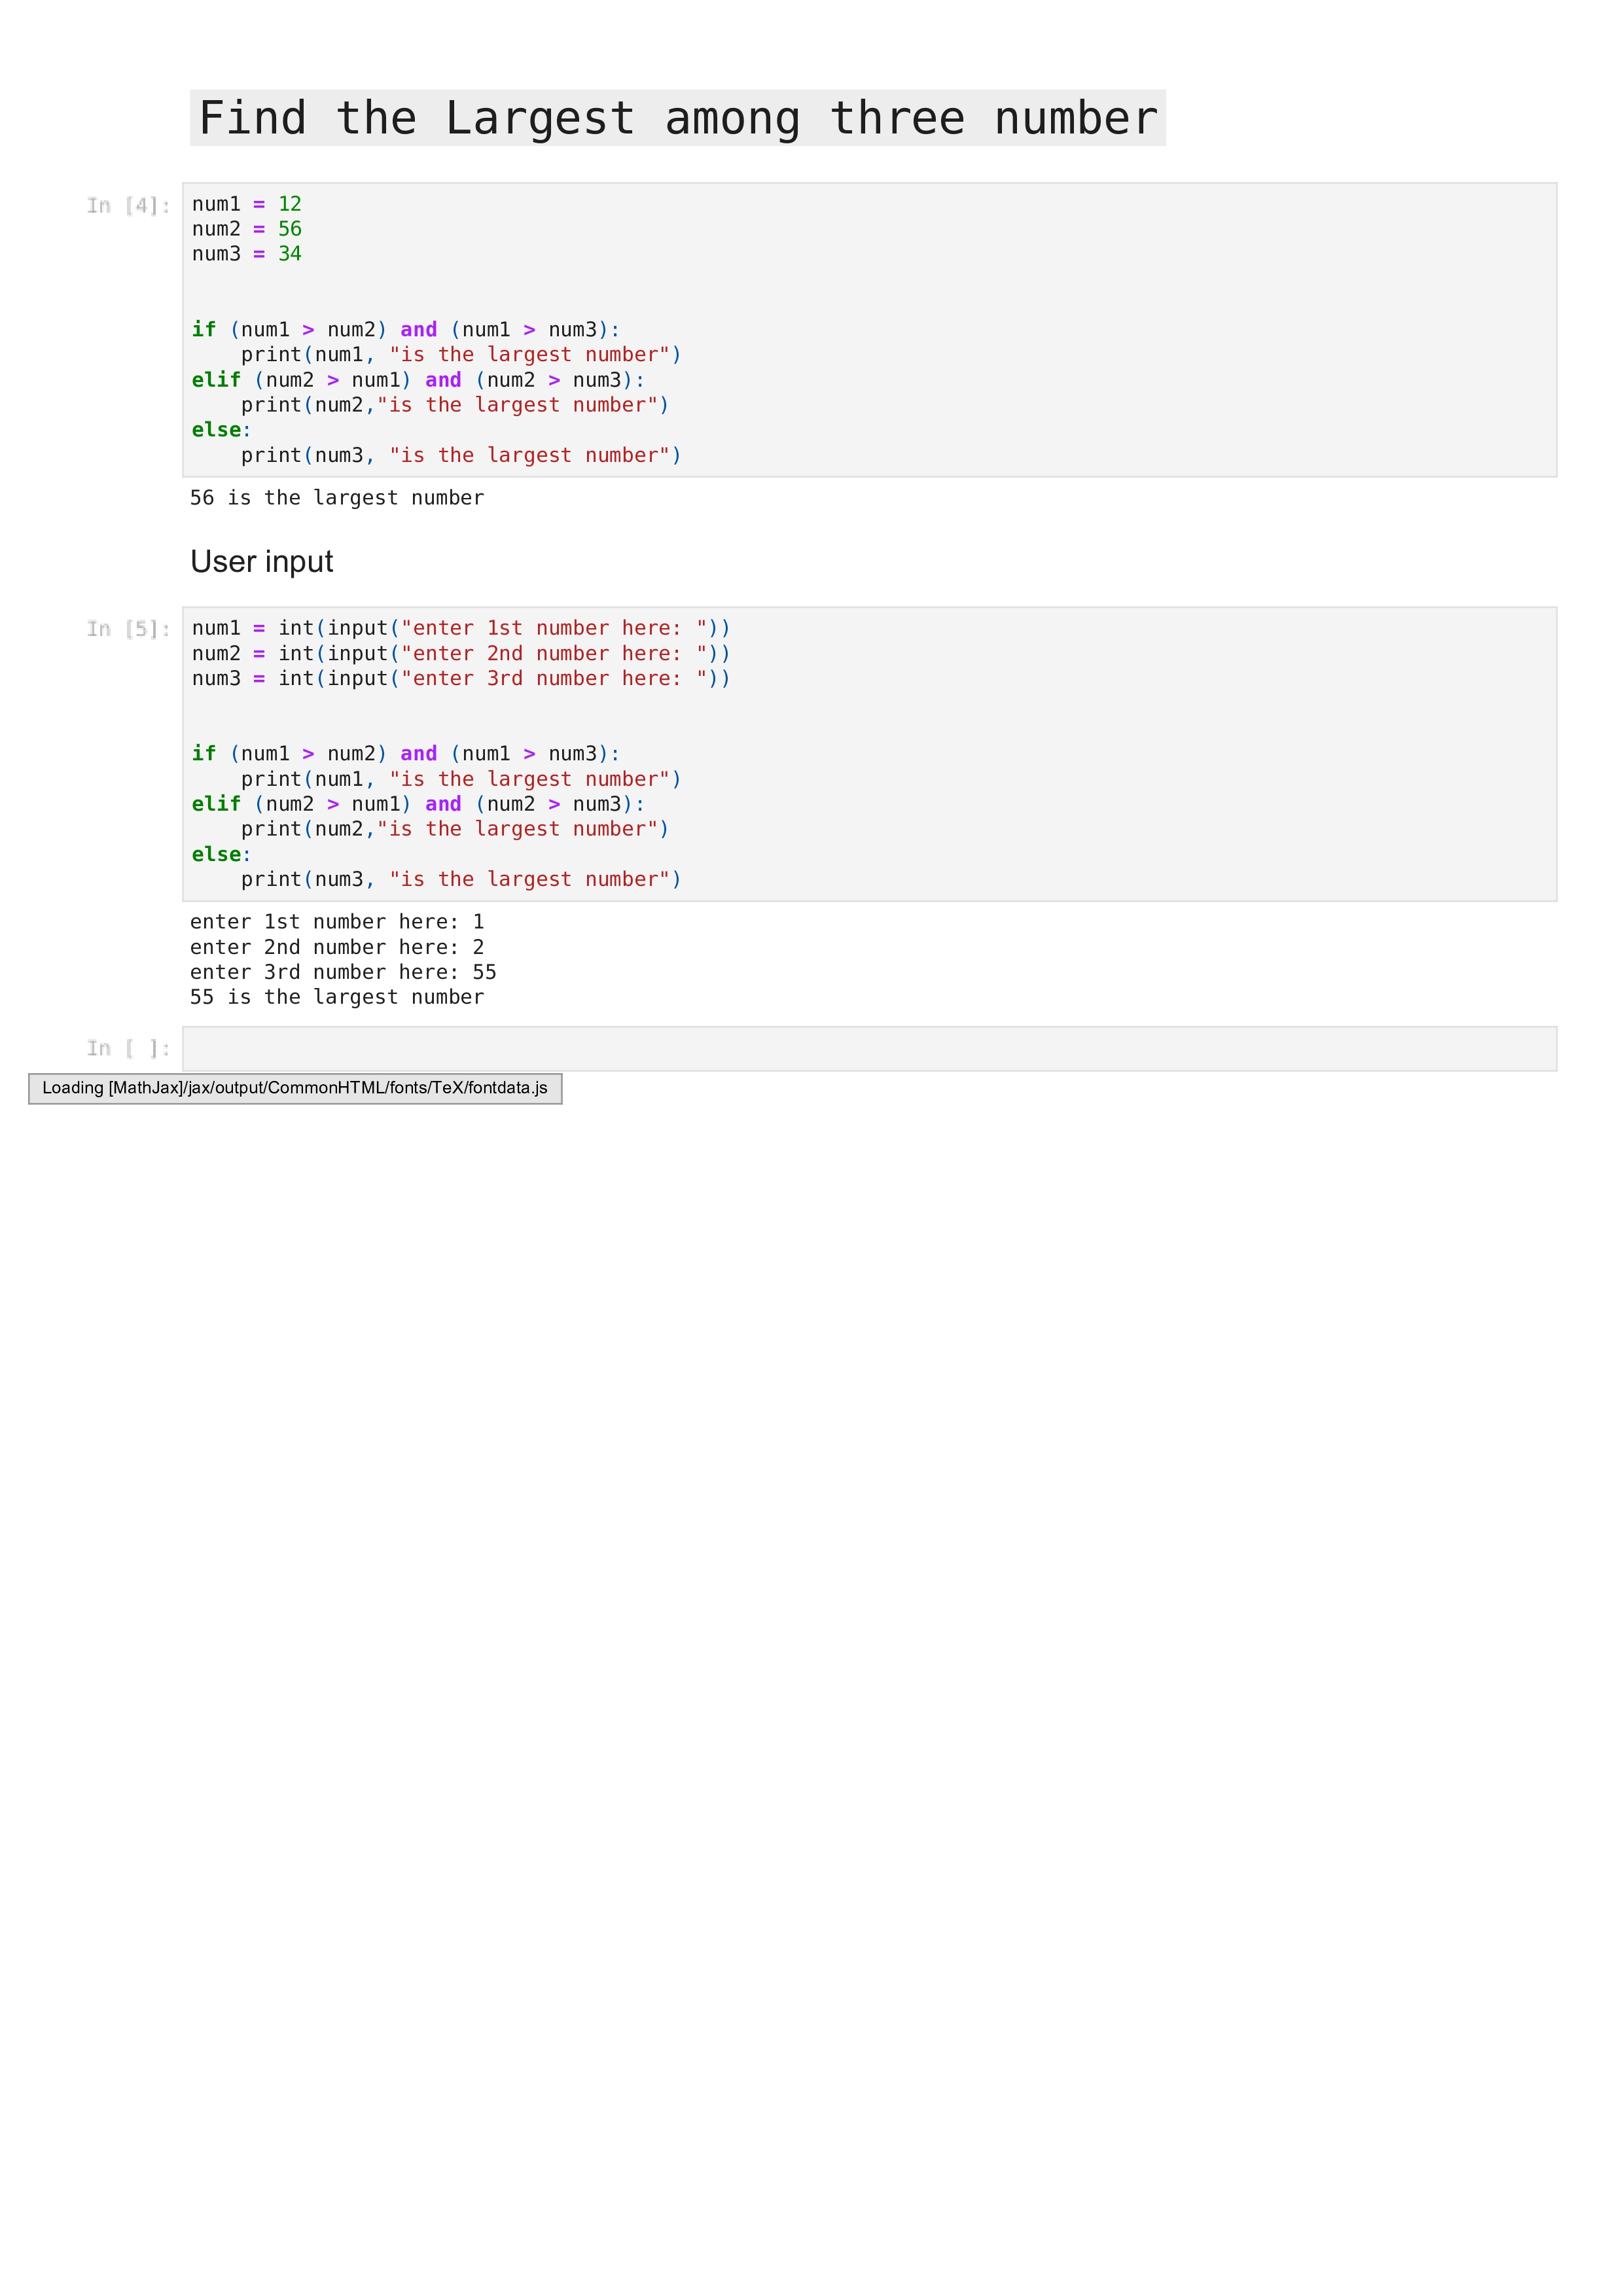 Find the Largest among three number
In [4]:
num1 = 12
num2 = 56
num3 = 34
if (num1 > num2) and (num1 > num3):
    print(num1, "is the largest number")
elif (num2 > num1) and (num2 > num3):
    print(num2,"is the largest number")
else:
    print(num3, "is the largest number")
56 is the largest number
User input
In [5]:
num1 = int(input("enter 1st number here: "))
num2 = int(input("enter 2nd number here: "))
num3 = int(input("enter 3rd number here: "))
if (num1 > num2) and (num1 > num3):
    print(num1, "is the largest number")
elif (num2 > num1) and (num2 > num3):
    print(num2,"is the largest number")
else:
    print(num3, "is the largest number")
enter 1st number here: 1
enter 2nd number here: 2
enter 3rd number here: 55
55 is the largest number
In [ ]:
Loading [MathJax]/jax/output/CommonHTML/fonts/TeX/fontdata.js